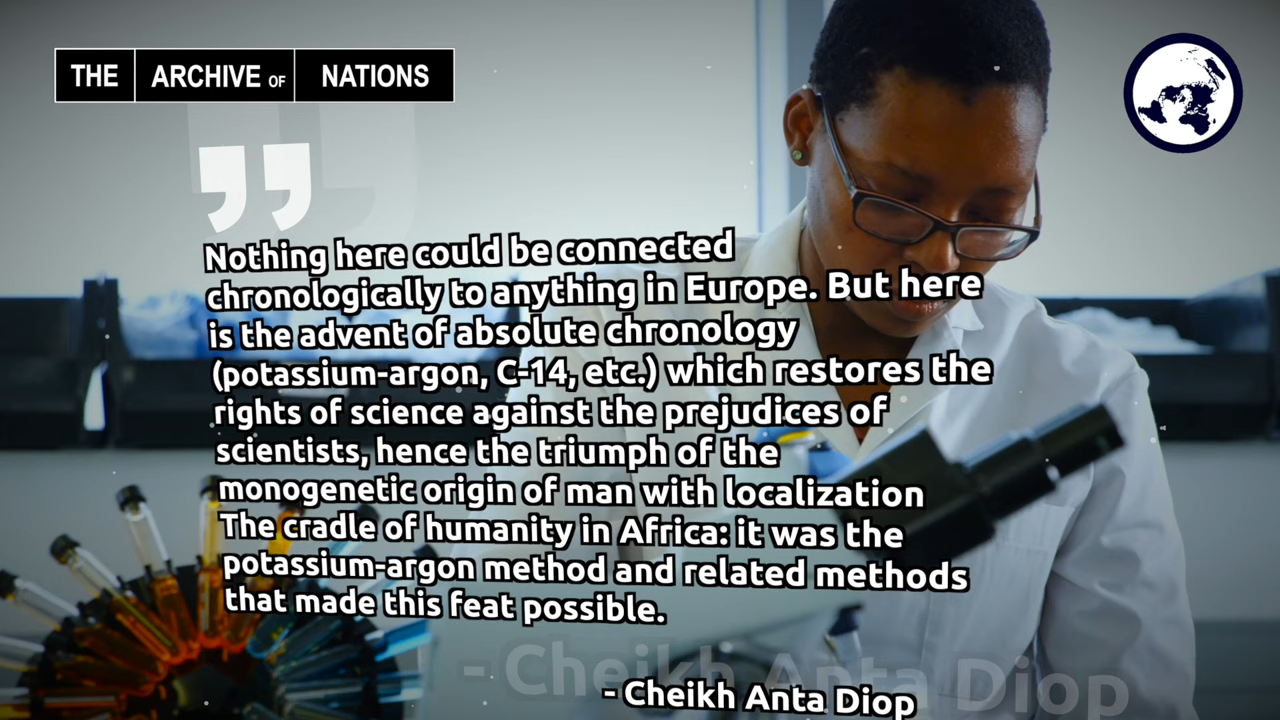 THE ARCHIVE OF NATIONS
”
Nothing here could be connected
chronologically to anything in Europe. But here
is the advent of absolute chronology
(potassium-argon, C-14, etc.) which restores the
rights of science against the prejudices of
scientists, hence the triumph of the
monogenetic origin of man with localization
The cradle of humanity in Africa: it was the
potassium-argon method and related methods
that made this feat possible.
- Cheikh Anta Diop
- Cheikh Anta Diop